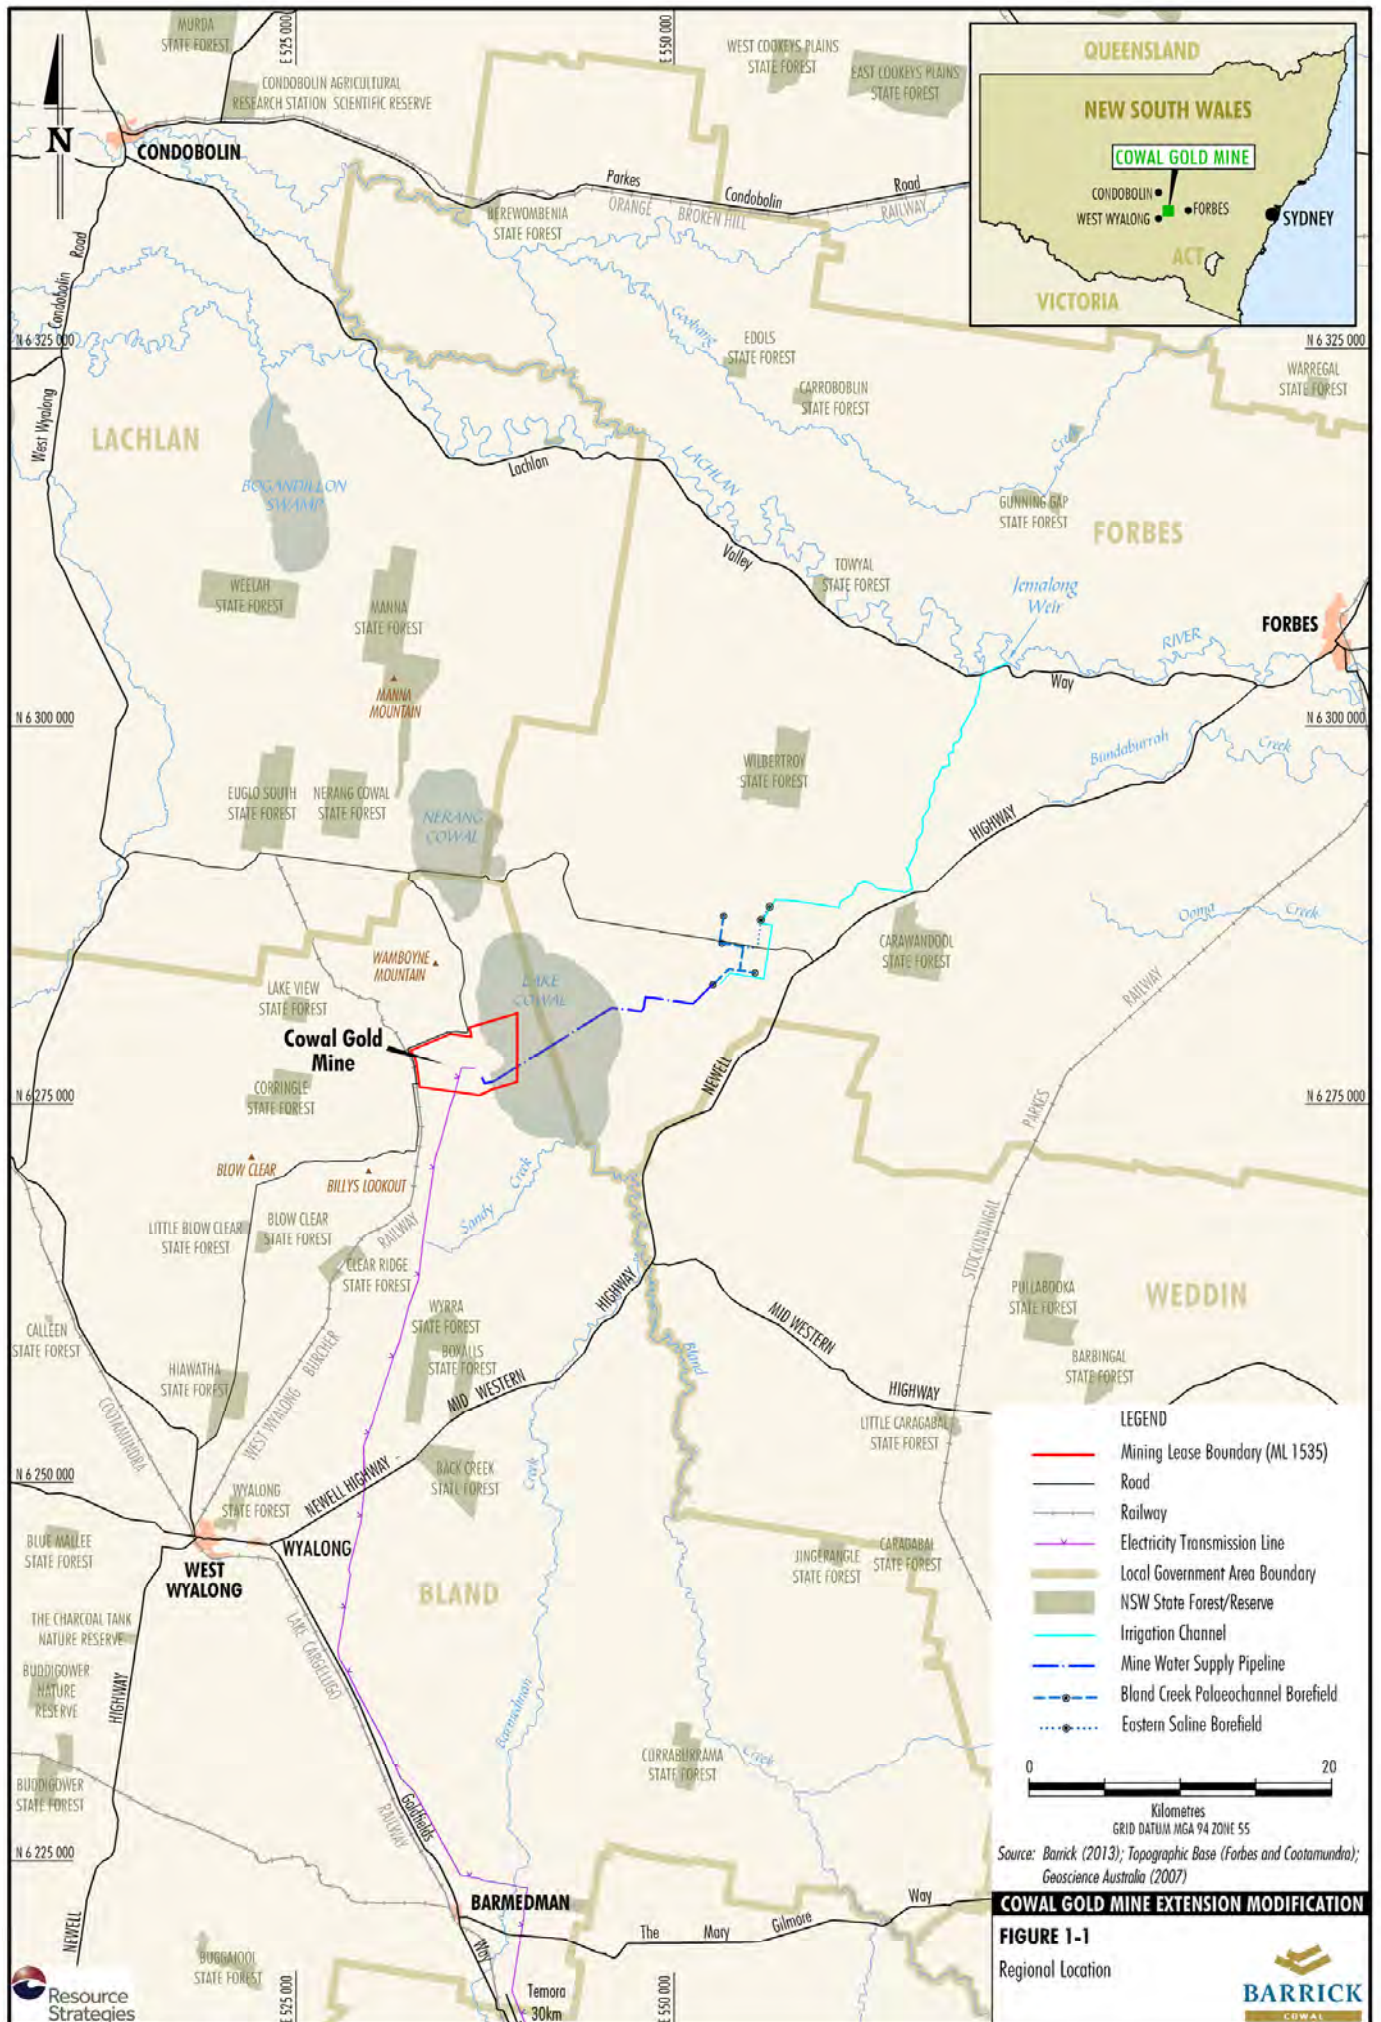 MURDA
STATE FOREST
E 525 000
E 550 000
WEST COOKEYS PLAINS
STATE FOREST
EAST COOKEYS PLAINS
STATE FOREST
CONDOBOLIN AGRICULTURAL
RESEARCH STATION SCIENTIFIC RESERVE
N
CONDOBOLIN
QUEENSLAND
NEW SOUTH WALES
COWAL GOLD MINE
CONDOBOLIN
FORBES
WEST WYALONG
SYDNEY
ACT
VICTORIA
Parkes
Condobolin
Road
ORANGE
BROKEN HILL
RAILWAY
BEREWOMBENIA
STATE FOREST
Road
Condobolin
West Wyalong
N 6 325 000
N 6 325 000
Goobang
EDOLS
STATE FOREST
CARROBOBLIN
STATE FOREST
WARREGAL
STATE FOREST
LACHLAN
Creek
Lachlan
LACHLAN
BOGANDILLON
SWAMP
GUNNING GAP
STATE FOREST
FORBES
Valley
TOWYAL
STATE FOREST
WEELAH
STATE FOREST
MANNA
STATE FOREST
Jemalong
Weir
FORBES
RIVER
Way
MANNA
MOUNTAIN
N 6 300 000
N 6 300 000
Bundaburrah
Creek
WILBERTROY
STATE FOREST
EUGLO SOUTH
STATE FOREST
NERANG COWAL
STATE FOREST
NERANG
COWAL
HIGHWAY
Ooma
Creek
CARAWANDOOL
STATE FOREST
WAMBOYNE
MOUNTAIN
LAKE
COWAL
RAILWAY
LAKE VIEW
STATE FOREST
Cowal Gold
Mine
NEWELL
CORRINGLE
STATE FOREST
N 6 275 000
N 6 275 000
PARKES
BLOW CLEAR
BILLYS LOOKOUT
Sandy
Creek
LITTLE BLOW CLEAR
STATE FOREST
BLOW CLEAR
STATE FOREST
RAILWAY
STOCKINBINGAL
CLEAR RIDGE
STATE FOREST
HIGHWAY
PULLABOOKA
STATE FOREST
WEDDIN
WYRRA
STATE FOREST
MID WESTERN
CALLEEN
STATE FOREST
BOXALLS
STATE FOREST
Bland
BARBINGAL
STATE FOREST
HIAWATHA
STATE FOREST
BURCHER
WEST WYALONG
MID WESTERN
HIGHWAY
COOTAMUNDRA
LITTLE CARAGABAL
STATE FOREST
BACK CREEK
STATE FOREST
Creek
N 6 250 000
NEWELL HIGHWAY
WYALONG
STATE FOREST
BLUE MALLEE
STATE FOREST
WYALONG
WEST
WYALONG
JINGERANGLE
STATE FOREST
CARAGABAL
STATE FOREST
BLAND
THE CHARCOAL TANK
NATURE RESERVE
LAKE CARGELLIGO
BUDDIGOWER
NATURE
RESERVE
HIGHWAY
Barmedman
CURRABURRAMA
STATE FOREST
Creek
BUDDIGOWER
STATE FOREST
Goldfields
RAILWAY
N 6 225 000
BARMEDMAN
NEWELL
The
Mary
Gilmore
Way
Way
BUGGAJOOL
STATE FOREST
E 525 000
Temora
30km
E 550 000
LEGEND
Mining Lease Boundary (ML 1535)
Road
Railway
Electricity Transmission Line
Local Government Area Boundary
NSW State Forest/Reserve
Irrigation Channel
Mine Water Supply Pipeline
Bland Creek Palaeochannel Borefield
Eastern Saline Borefield
0
20
Kilometres
GRID DATUM MGA 94 ZONE 55
Source: Barrick (2013); Topographic Base (Forbes and Cootamundra);
Geoscience Australia (2007)
COWAL GOLD MINE EXTENSION MODIFICATION
FIGURE 1-1
Regional Location
BARRICK
COWAL
Resource
Strategies